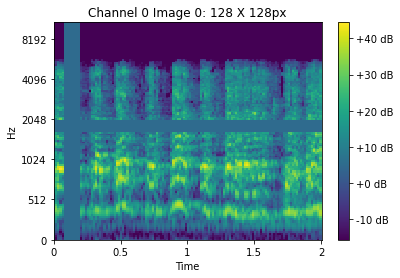 Channel 0 Image 0: 128 X 128px
8192
4096
2048
1024
512
0
Hz
0
0.5
1
1.5
2
Time
+40 dB
+30 dB
+20 dB
+10 dB
+0 dB
-10 dB